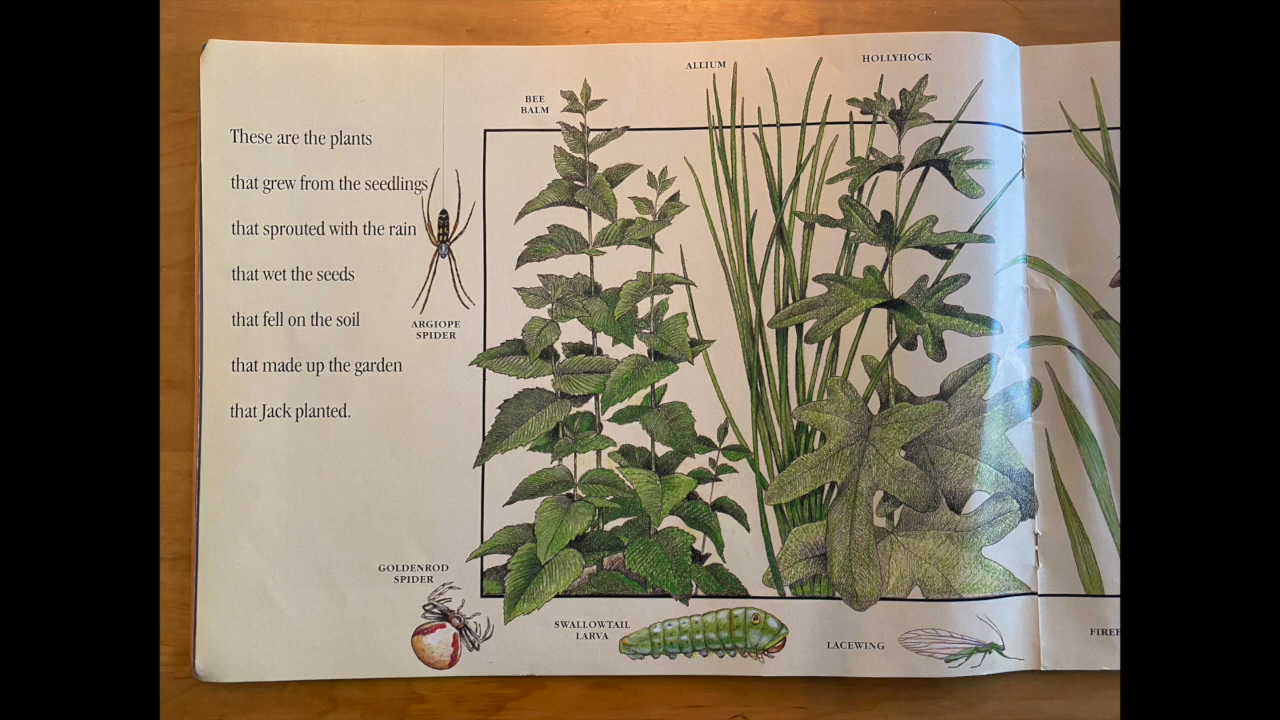 These are the plants
that grew from the seedlings
that sprouted with the rain
that wet the seeds
that fell on the soil
that made up the garden
that Jack planted.
ARGIOPE
SPIDER
GOLDENROD
SPIDER
BEE
BALM
ALLIUM
HOLLYHOCK
SWALLOWTAIL
LARVA
LACEWING